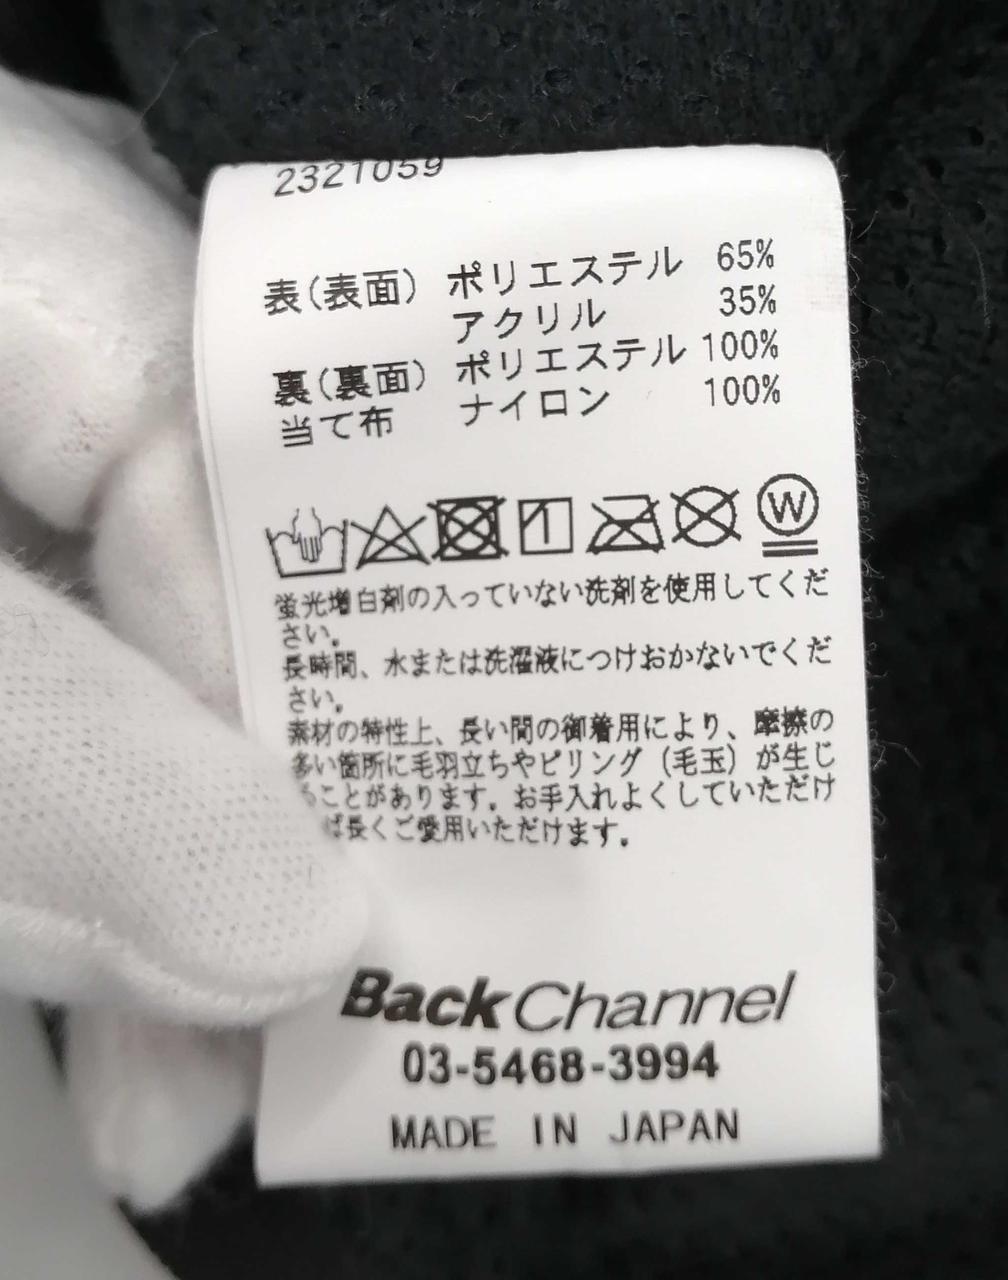 2321059
表(表面) ポリエステル 65%
アクリル 35%
裏(裏面) ポリエステル 100%
当て布 ナイロン 100%
W
蛍光増白剤の入っていない洗剤を使用してくだ
さい。
長時間、水または洗濯液につけおかないでくだ
さい。
素材の特性上、長い間の御着用により、摩擦の
多い箇所に毛羽立ちやピリング(毛玉)が生じ
ことがあります。お手入れよくしていただけ
ば長くご愛用いただけます。
BackChannel
03-5468-3994
MADE IN JAPAN